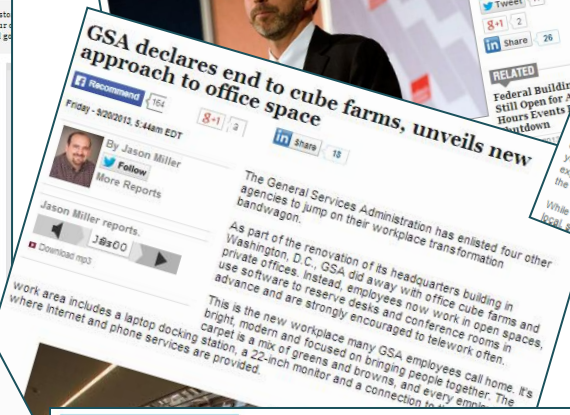 sto
Tweet
g+1 2
in Share 26
RELATED
Federal Buildin
Still Open for A
Hours Events
hutdown
GSA declares end to cube farms, unveils new
approach to office space
Recommend 164
g+1 3
in Share 18
Friday - 9/20/2013, 5:44am EDT
By Jason Miller
Follow
More Reports
Jason Miller reports.
Download mp3
The General Services Administration has enlisted four other
agencies to jump on their workplace transformation
bandwagon.
As part of the renovation of its headquarters building in
Washington, D.C., GSA did away with office cube farms and
private offices. Instead, employees now work in open spaces,
use software to reserve desks and conference rooms in
advance and are strongly encouraged to telework often.
This is the new workplace many GSA employees call home. It's
bright, modern and focused on bringing people together. The
carpet is a mix of greens and browns, and every
work area includes a laptop docking station, a 22-inch monitor and a connection to
where Internet and phone services are provided.
ex
the
While
local